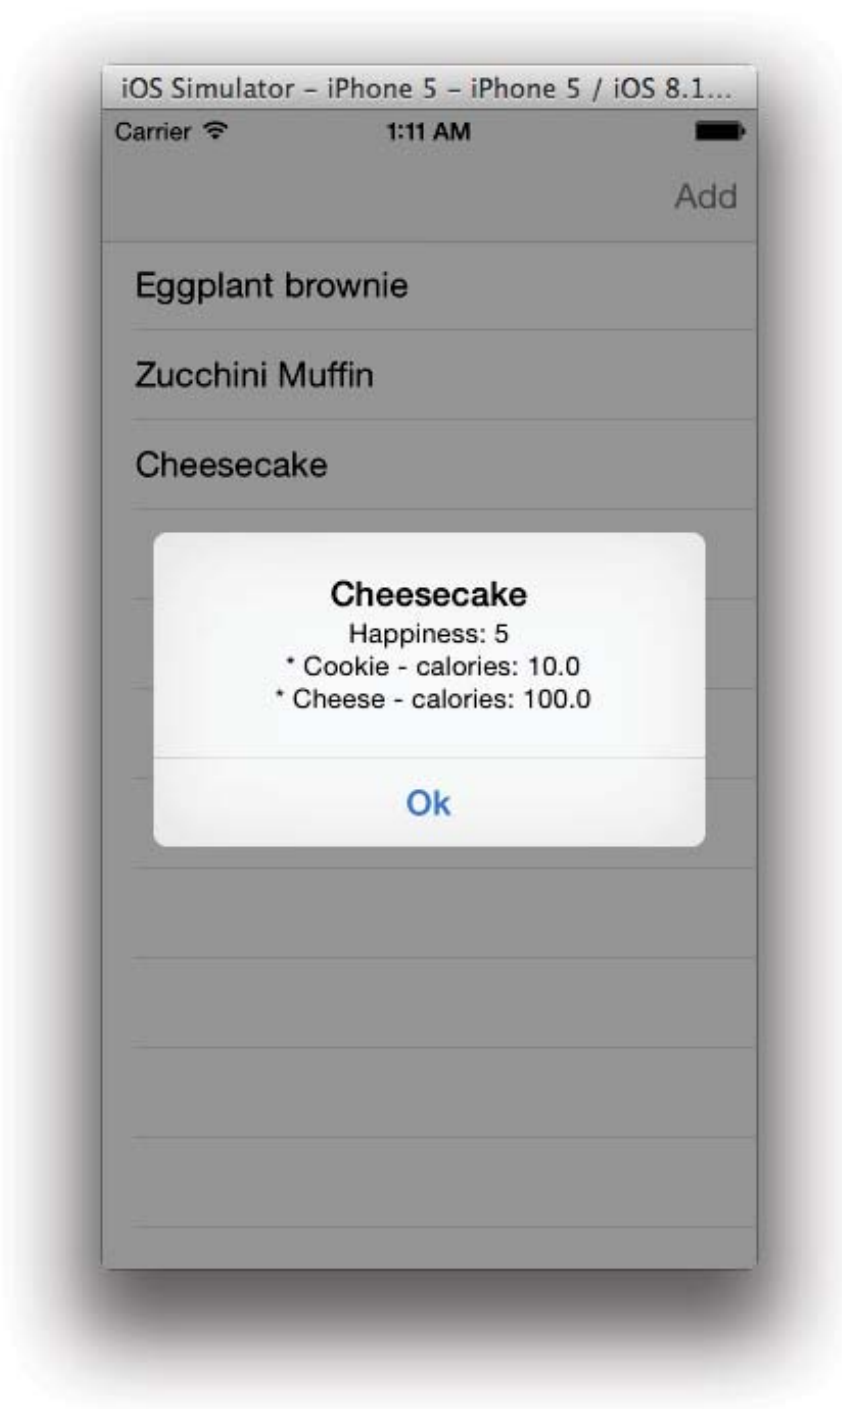 iOS Simulator – iPhone 5 – iPhone 5 / iOS 8.1...
Carrier 1:11 AM
Add
Eggplant brownie
Zucchini Muffin
Cheesecake
Cheesecake
Happiness: 5
* Cookie - calories: 10.0
* Cheese - calories: 100.0
Ok